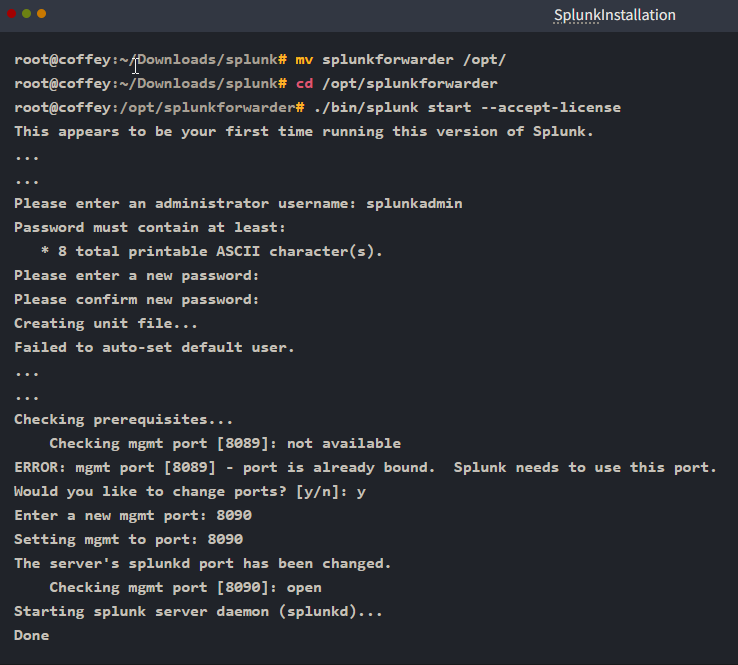 SplunkInstallation
root@coffey:~/Downloads/splunk# mv splunkforwarder /opt/
root@coffey:~/Downloads/splunk# cd /opt/splunkforwarder
root@coffey:/opt/splunkforwarder# ./bin/splunk start --accept-license
This appears to be your first time running this version of Splunk.
...
...
Please enter an administrator username: splunkadmin
Password must contain at least:
   * 8 total printable ASCII character(s).
Please enter a new password:
Please confirm new password:
Creating unit file...
Failed to auto-set default user.
...
...
Checking prerequisites...
    Checking mgmt port [8089]: not available
ERROR: mgmt port [8089] - port is already bound.  Splunk needs to use this port.
Would you like to change ports? [y/n]: y
Enter a new mgmt port: 8090
Setting mgmt to port: 8090
The server's splunkd port has been changed.
    Checking mgmt port [8090]: open
Starting splunk server daemon (splunkd)...
Done